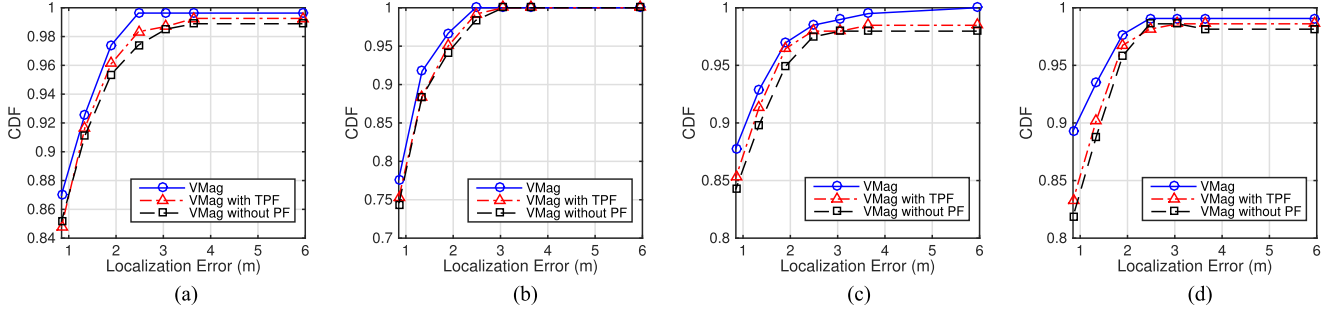 1
0.98
0.96
0.94
0.92
0.9
0.88
0.86
0.84
CDF
VMag
VMag with TPF
VMag without PF
1 2 3 4 5 6
Localization Error (m)
(a)
1
0.95
0.9
0.85
0.8
0.75
0.7
CDF
VMag
VMag with TPF
VMag without PF
1 2 3 4 5 6
Localization Error (m)
(b)
1
0.95
0.9
0.85
0.8
CDF
VMag
VMag with TPF
VMag without PF
1 2 3 4 5 6
Localization Error (m)
(c)
1
0.95
0.9
0.85
0.8
CDF
VMag
VMag with TPF
VMag without PF
1 2 3 4 5 6
Localization Error (m)
(d)